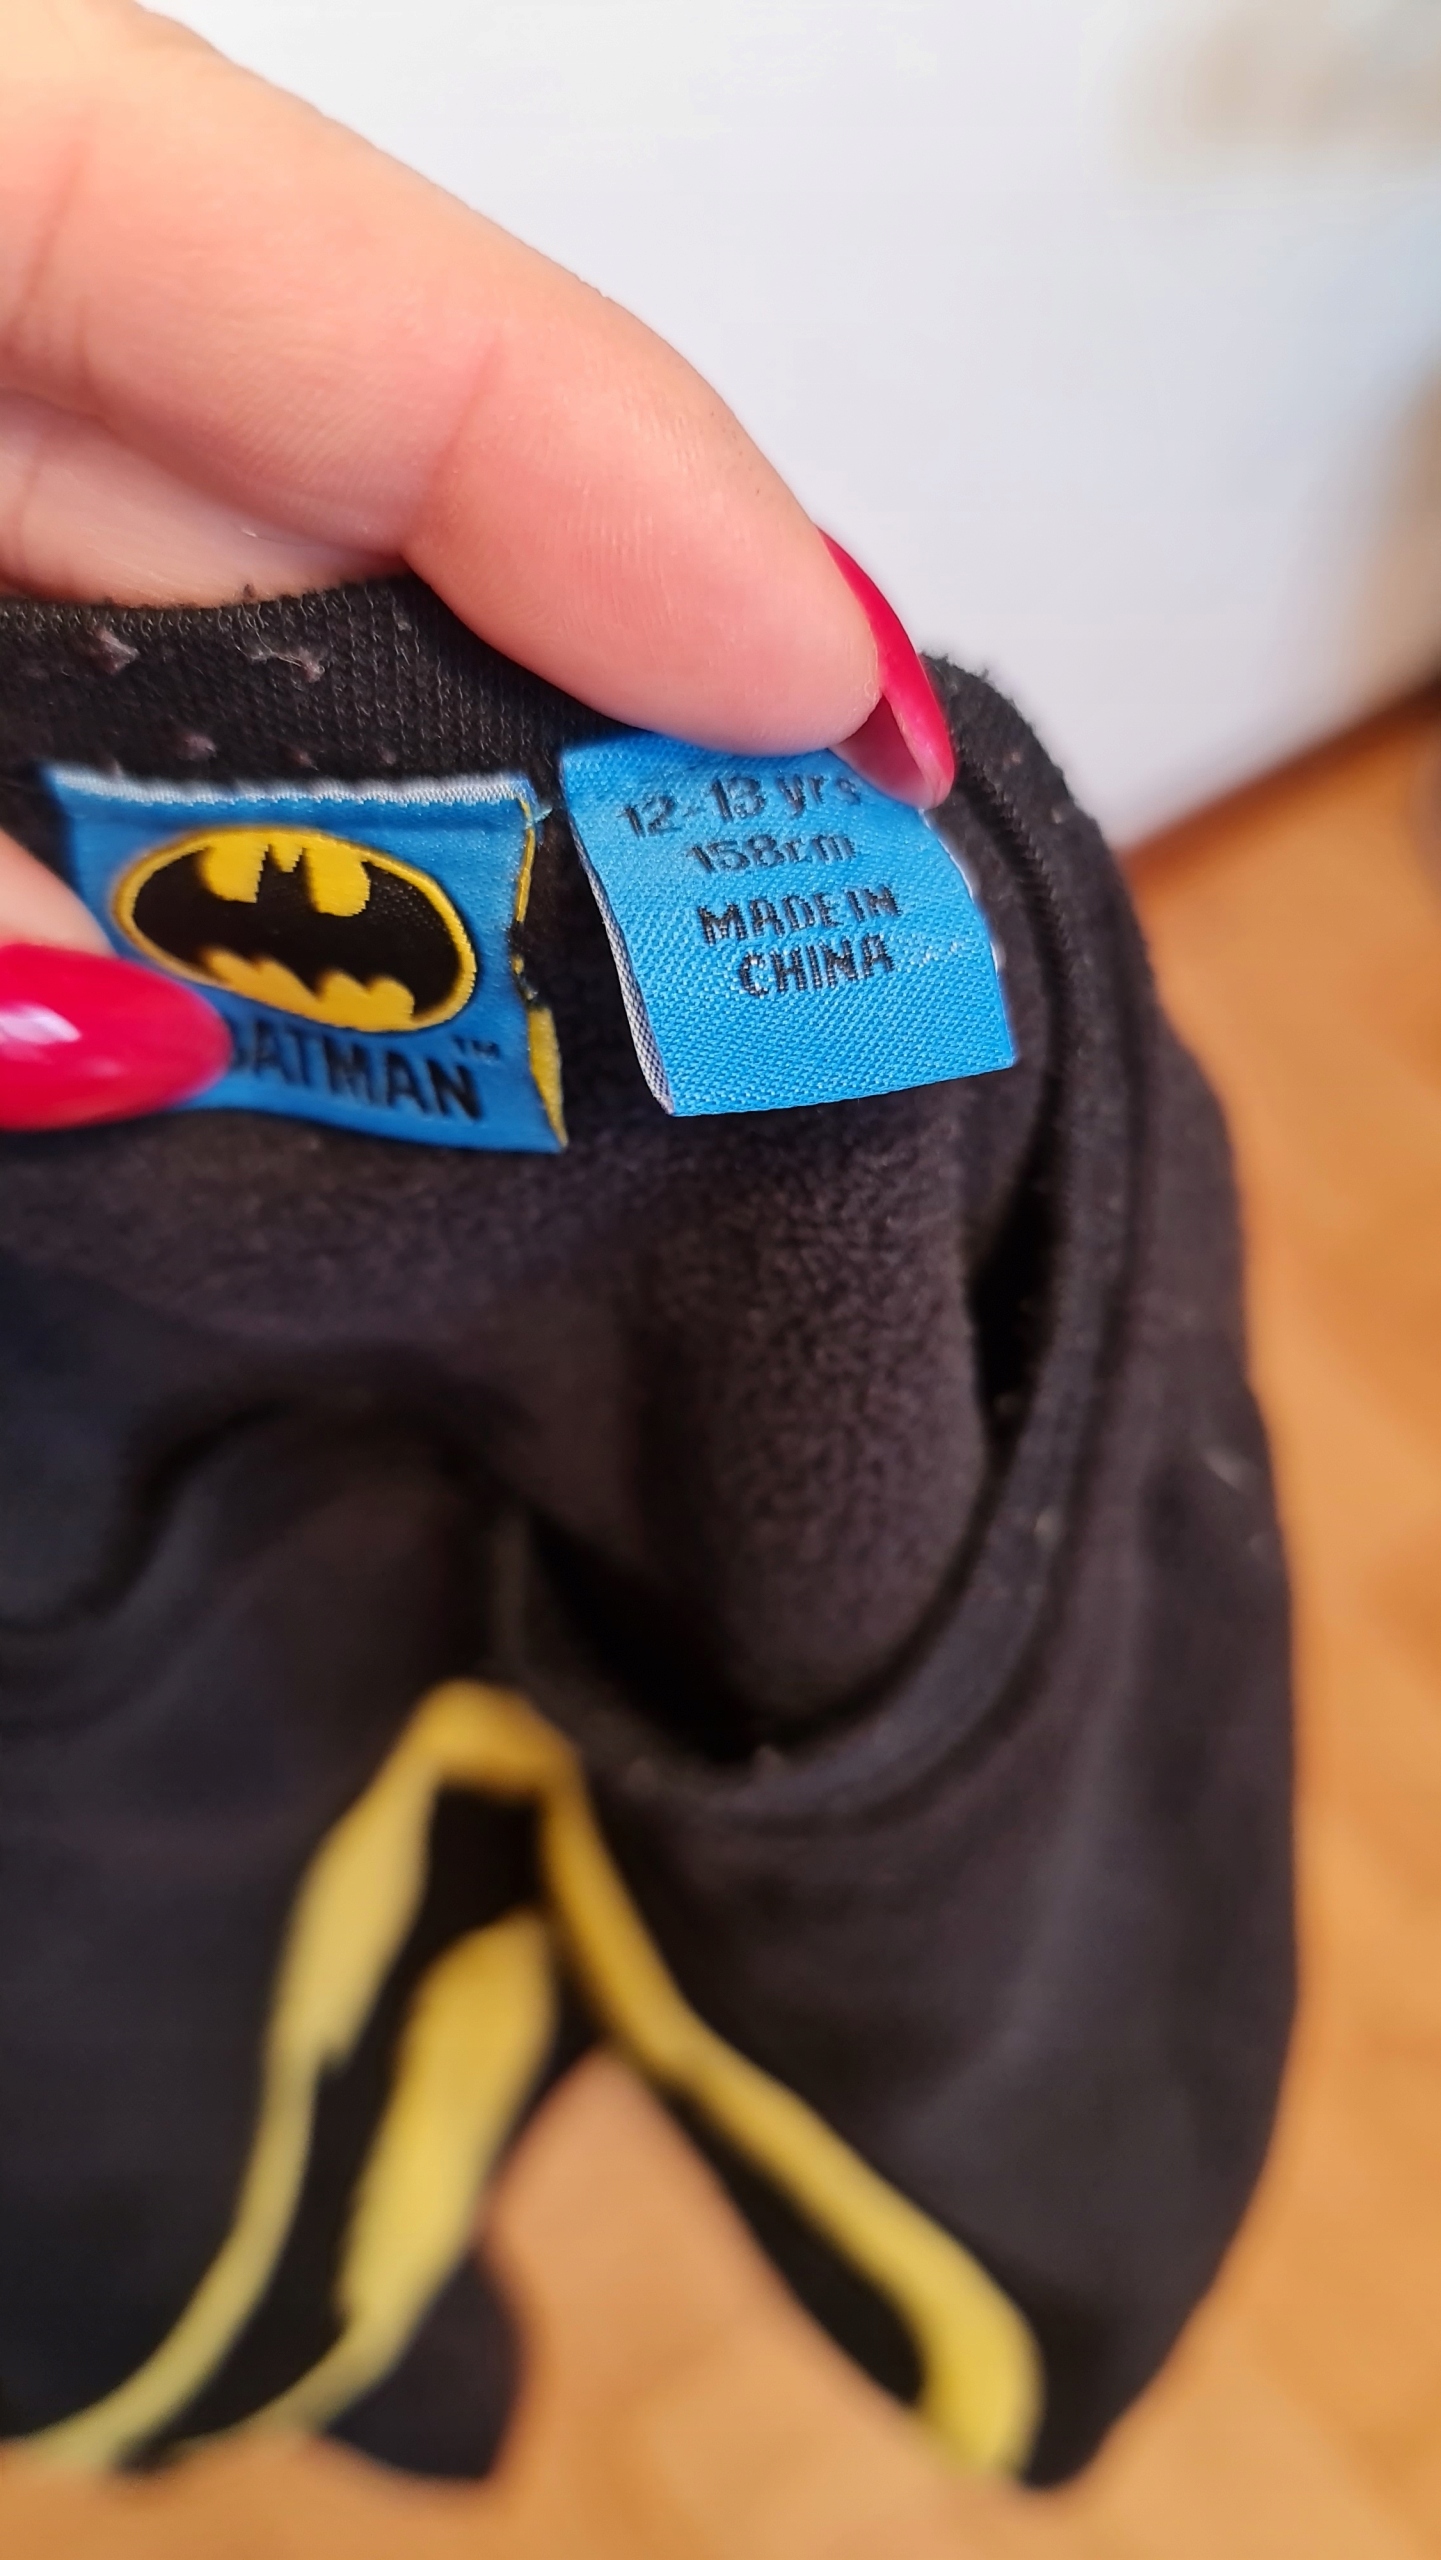 BATMAN™
12-13 yrs
158cm
MADE IN
CHINA